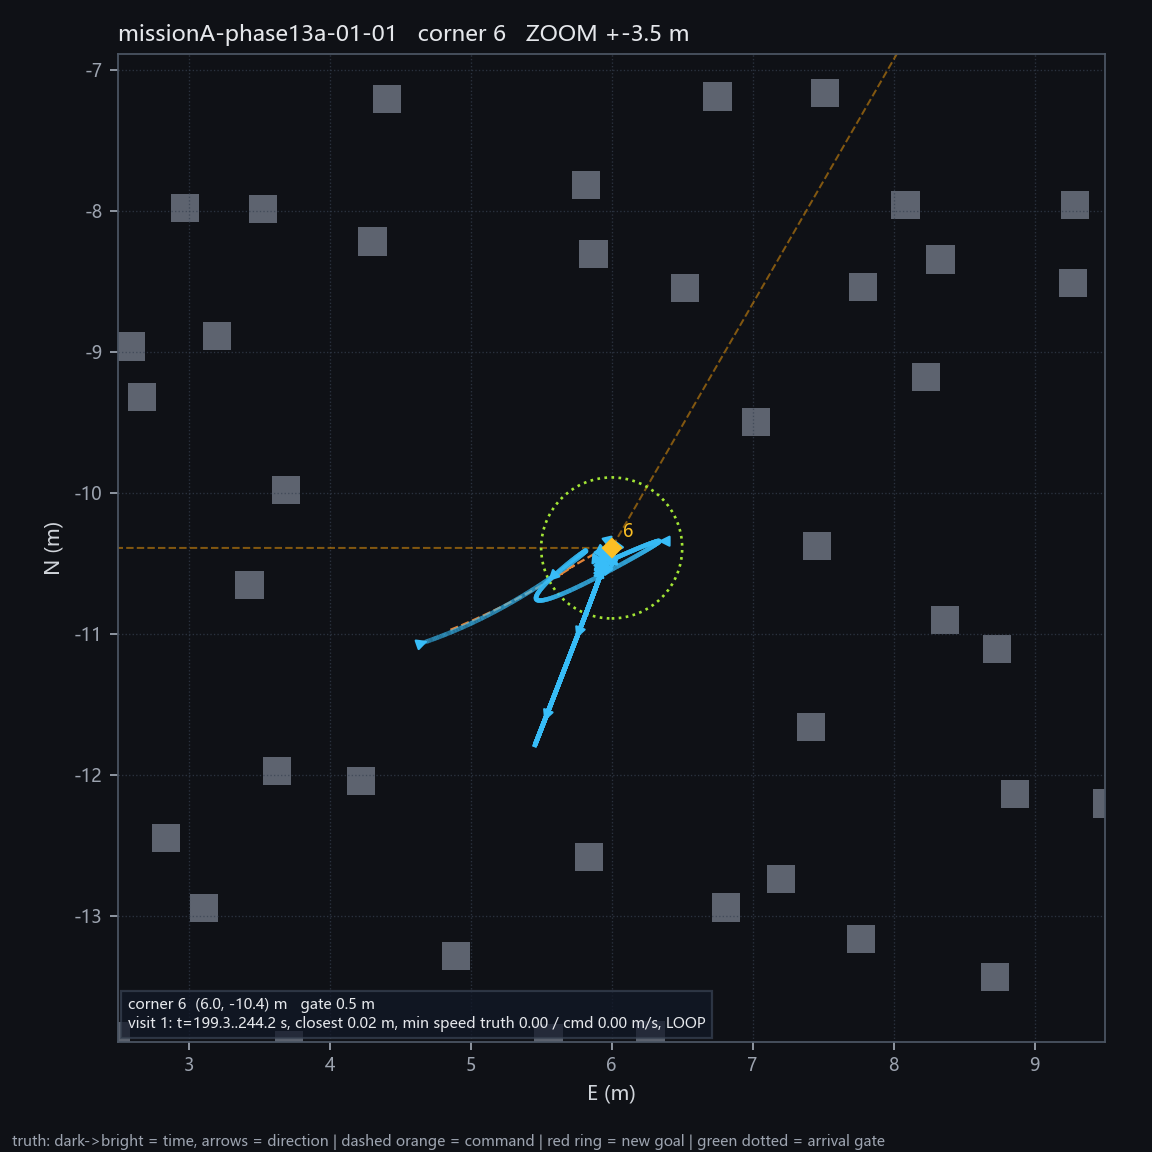 missionA-phase13a-01-01   corner 6   ZOOM +-3.5 m
-7
-8
-9
-10
-11
-12
-13
N (m)
6
corner 6  (6.0, -10.4) m   gate 0.5 m
visit 1: t=199.3..244.2 s, closest 0.02 m, min speed truth 0.00 / cmd 0.00 m/s, LOOP
3 4 5 6 7 8 9
E (m)
truth: dark->bright = time, arrows = direction | dashed orange = command | red ring = new goal | green dotted = arrival gate